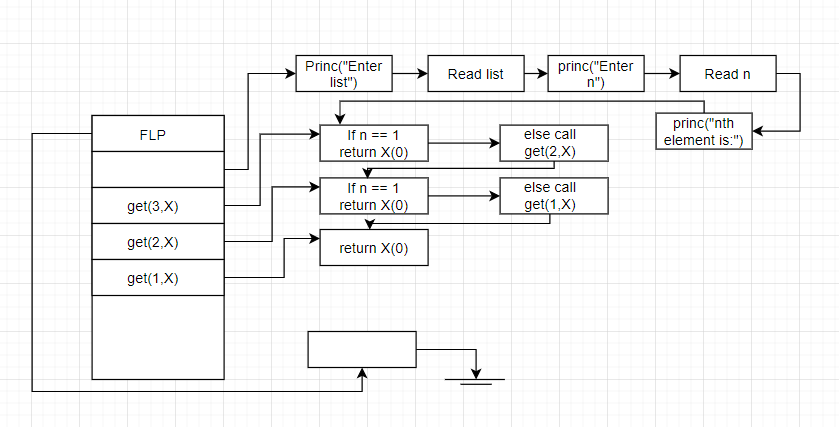 Princ("Enter
list")
Read list
princ("Enter
n")
Read n
princ("nth
element is:")
FLP
If n == 1
return X(0)
else call
get(2,X)
get(3,X)
If n == 1
return X(0)
else call
get(1,X)
get(2,X)
return X(0)
get(1,X)